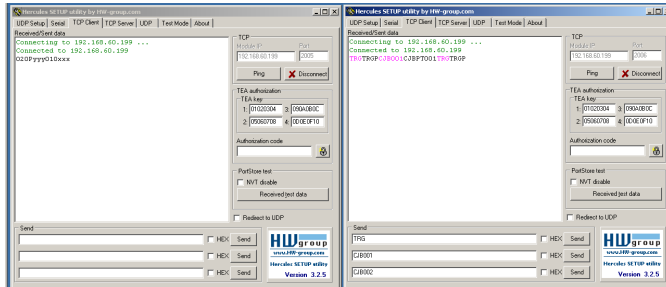 Hercules SETUP utility by HW-group.com
UDP Setup Serial TCP Client TCP Server UDP Test Mode About
Received/Sent data
Connecting to 192.168.60.199 ...
Connected to 192.168.60.199
O20PyyyO10xxx
TCP
Module IP Port
192.168.60.199 2005
Ping Disconnect
TEA authorization
TEA key
1: 01020304 3: 090A0B0C
2: 05060708 4: 0D0E0F10
Authorization code
PortStore test
NVT disable
Received test data
Redirect to UDP
Send
HEX Send
HEX Send
HEX Send
HW group
www.HW-group.com
Hercules SETUP utility
Version 3.2.5
Hercules SETUP utility by HW-group.com
UDP Setup Serial TCP Client TCP Server UDP Test Mode About
Received/Sent data
Connecting to 192.168.60.199 ...
Connected to 192.168.60.199
TRGTRGPCJB001CJBPTO01TRGTRGP
TCP
Module IP Port
192.168.60.199 2006
Ping Disconnect
TEA authorization
TEA key
1: 01020304 3: 090A0B0C
2: 05060708 4: 0D0E0F10
Authorization code
PortStore test
NVT disable
Received test data
Redirect to UDP
Send
TRG HEX Send
CJB001 HEX Send
CJB002 HEX Send
HW group
www.HW-group.com
Hercules SETUP utility
Version 3.2.5